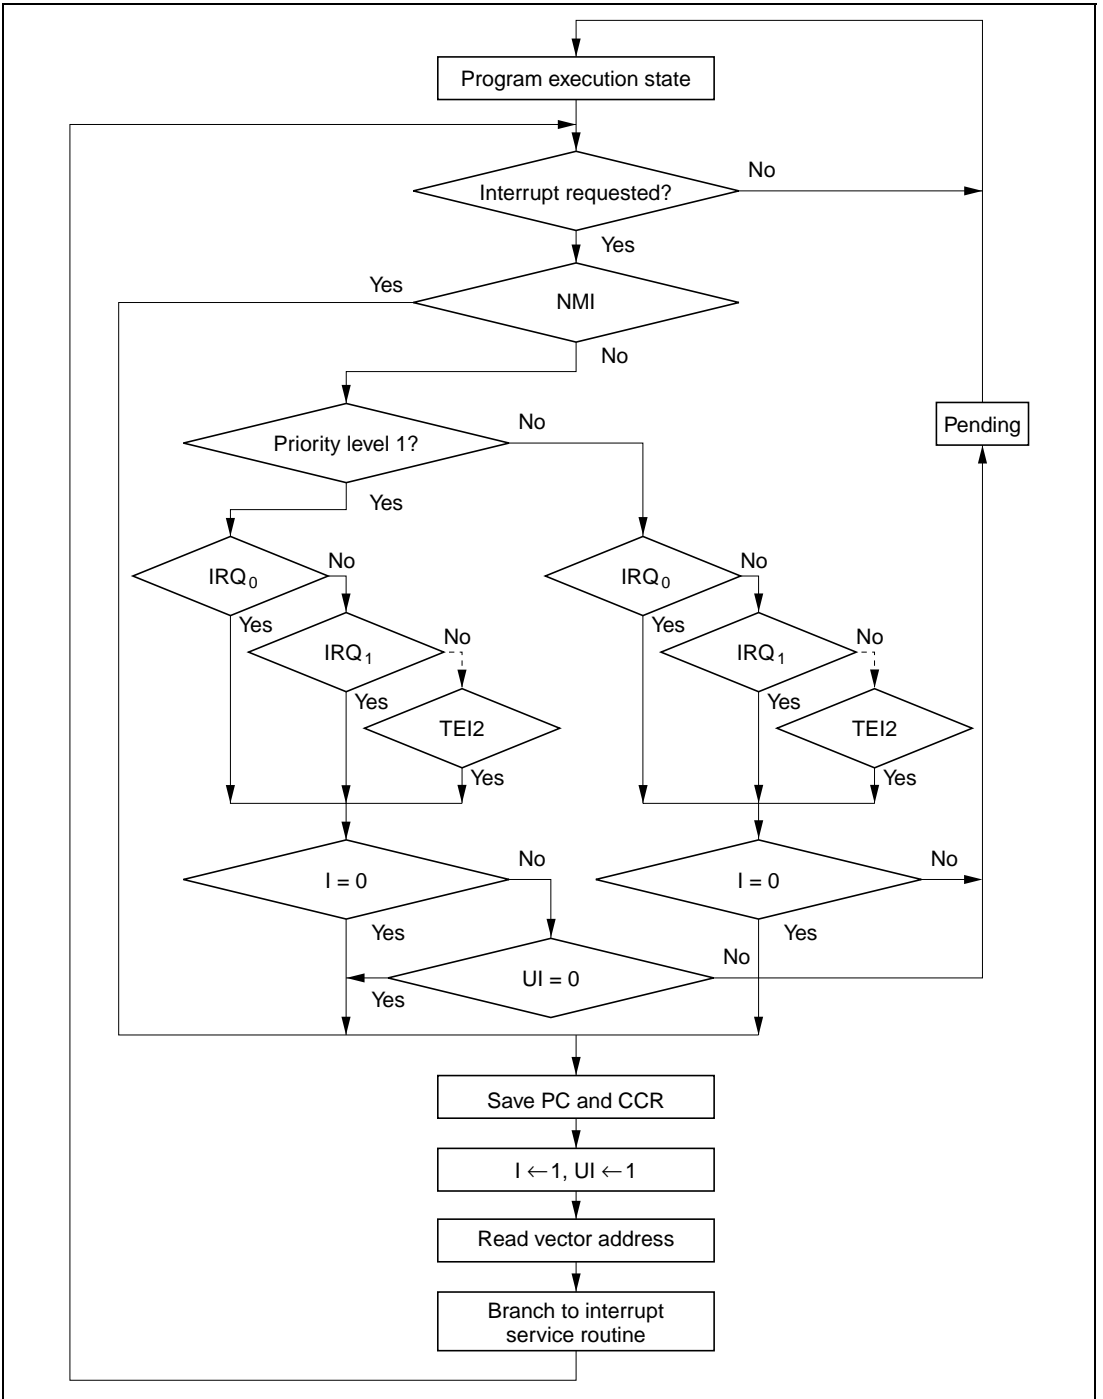 Program execution state
Interrupt requested?
No
Yes
Yes
NMI
No
Priority level 1?
No
Pending
Yes
IRQ0
No
IRQ0
No
Yes
IRQ1
No
Yes
IRQ1
No
Yes
TEI2
Yes
TEI2
Yes
Yes
I = 0
No
I = 0
No
Yes
Yes
UI = 0
No
Yes
Save PC and CCR
I ←1, UI ←1
Read vector address
Branch to interrupt
service routine